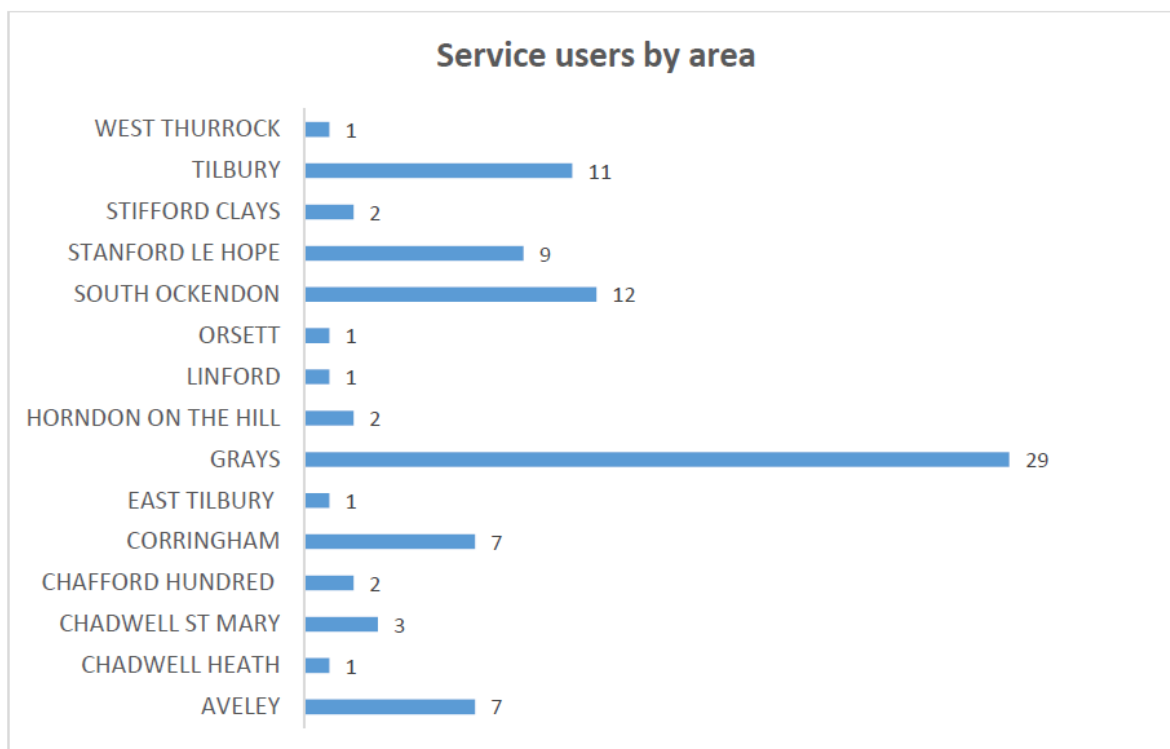 Service users by area
WEST THURROCK 1
TILBURY 11
STIFFORD CLAYS 2
STANFORD LE HOPE 9
SOUTH OCKENDON 12
ORSETT 1
LINFORD 1
HORNDON ON THE HILL 2
GRAYS 29
EAST TILBURY 1
CORRINGHAM 7
CHAFFORD HUNDRED 2
CHADWELL ST MARY 3
CHADWELL HEATH 1
AVELEY 7